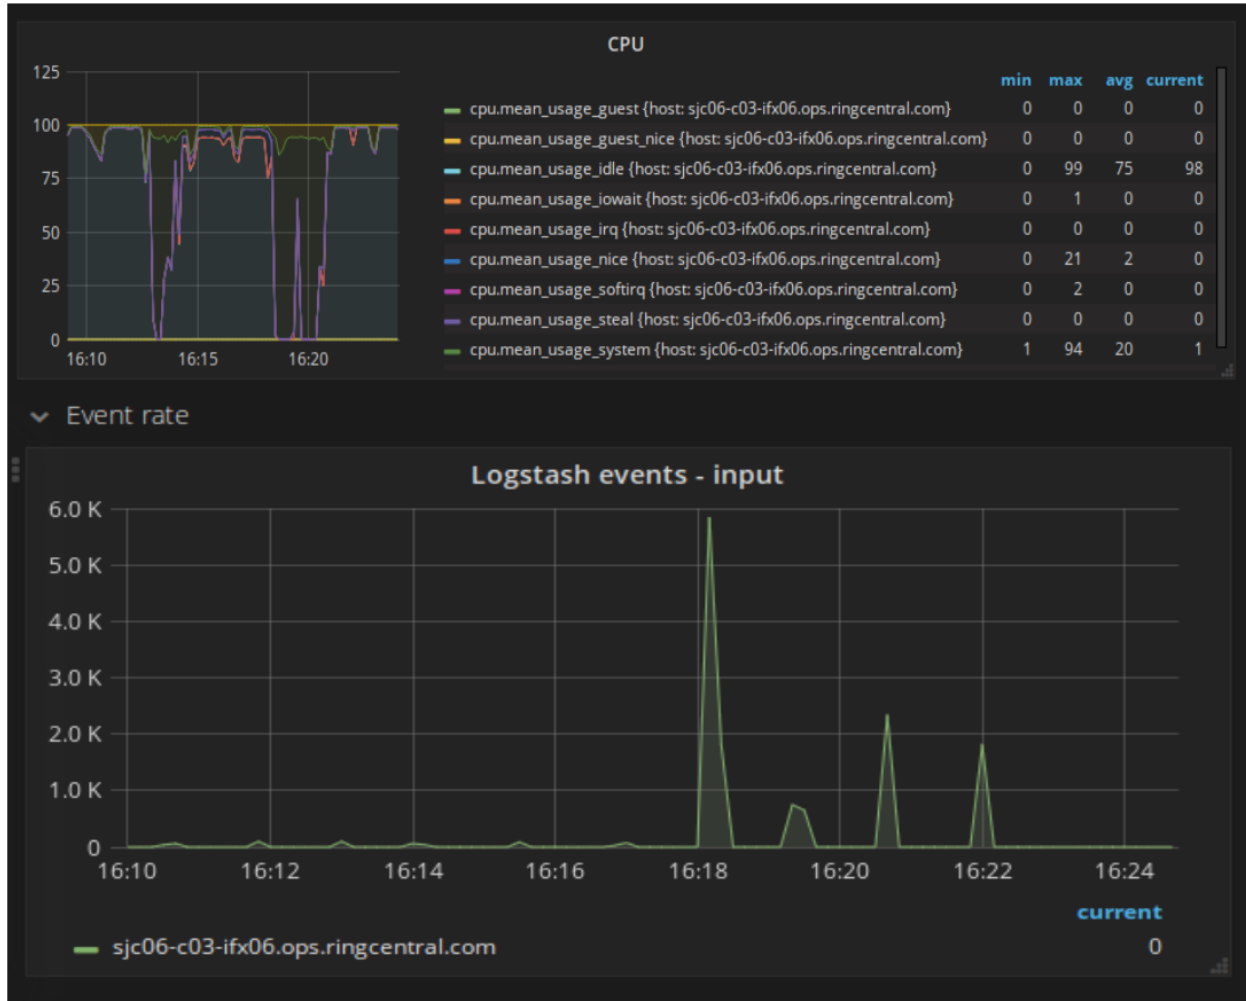 CPU
125
100
75
50
25
0
16:10 16:15 16:20
min max avg current
cpu.mean_usage_guest {host: sjc06-c03-ifx06.ops.ringcentral.com} 0 0 0 0
cpu.mean_usage_guest_nice {host: sjc06-c03-ifx06.ops.ringcentral.com} 0 0 0 0
cpu.mean_usage_idle {host: sjc06-c03-ifx06.ops.ringcentral.com} 0 99 75 98
cpu.mean_usage_iowait {host: sjc06-c03-ifx06.ops.ringcentral.com} 0 1 0 0
cpu.mean_usage_irq {host: sjc06-c03-ifx06.ops.ringcentral.com} 0 0 0 0
cpu.mean_usage_nice {host: sjc06-c03-ifx06.ops.ringcentral.com} 0 21 2 0
cpu.mean_usage_softirq {host: sjc06-c03-ifx06.ops.ringcentral.com} 0 2 0 0
cpu.mean_usage_steal {host: sjc06-c03-ifx06.ops.ringcentral.com} 0 0 0 0
cpu.mean_usage_system {host: sjc06-c03-ifx06.ops.ringcentral.com} 1 94 20 1
Event rate
Logstash events - input
6.0 K
5.0 K
4.0 K
3.0 K
2.0 K
1.0 K
0
16:10 16:12 16:14 16:16 16:18 16:20 16:22 16:24
current
sjc06-c03-ifx06.ops.ringcentral.com 0